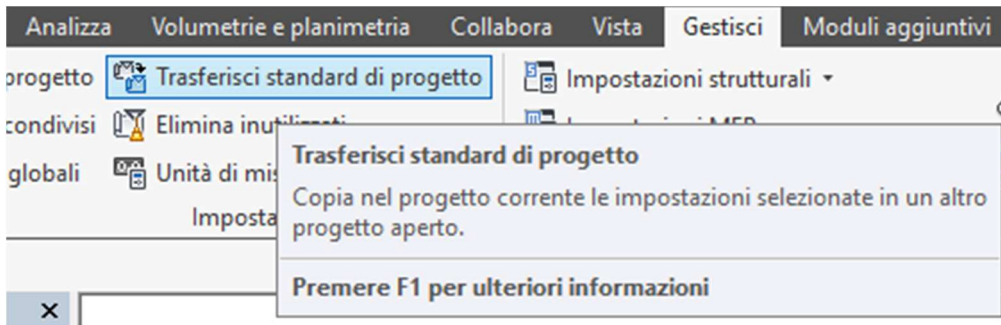 Analizza Volumetrie e planimetria Collabora Vista Gestisci Moduli aggiuntivi
progetto Trasferisci standard di progetto Impostazioni strutturali
condivisi Elimina inutilizzati
globali Unità di mis
Imposta
Trasferisci standard di progetto
Copia nel progetto corrente le impostazioni selezionate in un altro
progetto aperto.
Premere F1 per ulteriori informazioni